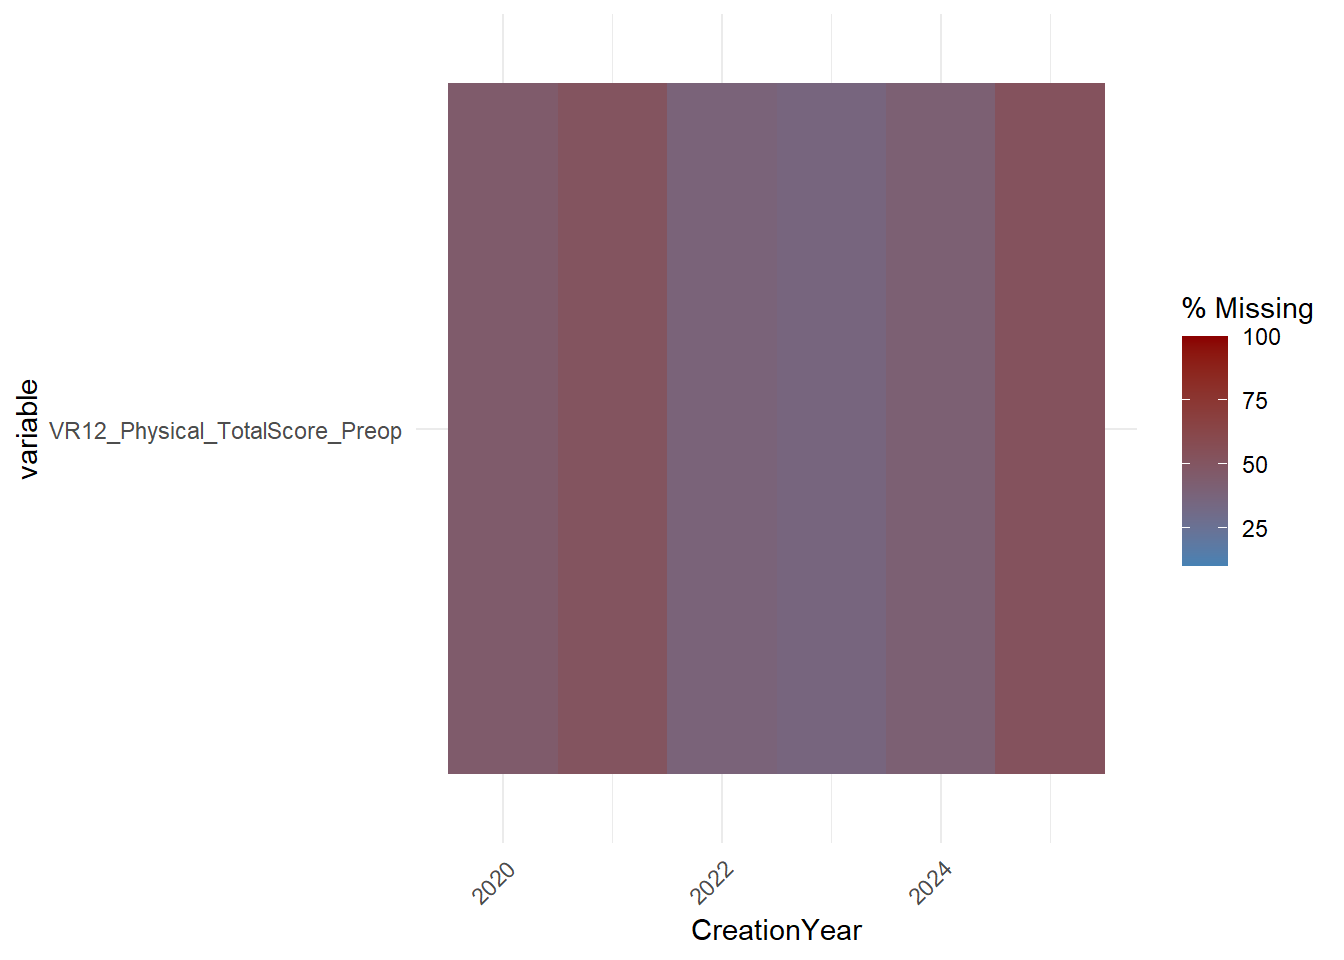 variable
VR12_Physical_TotalScore_Preop
2020
2022
2024
CreationYear
% Missing
100
75
50
25